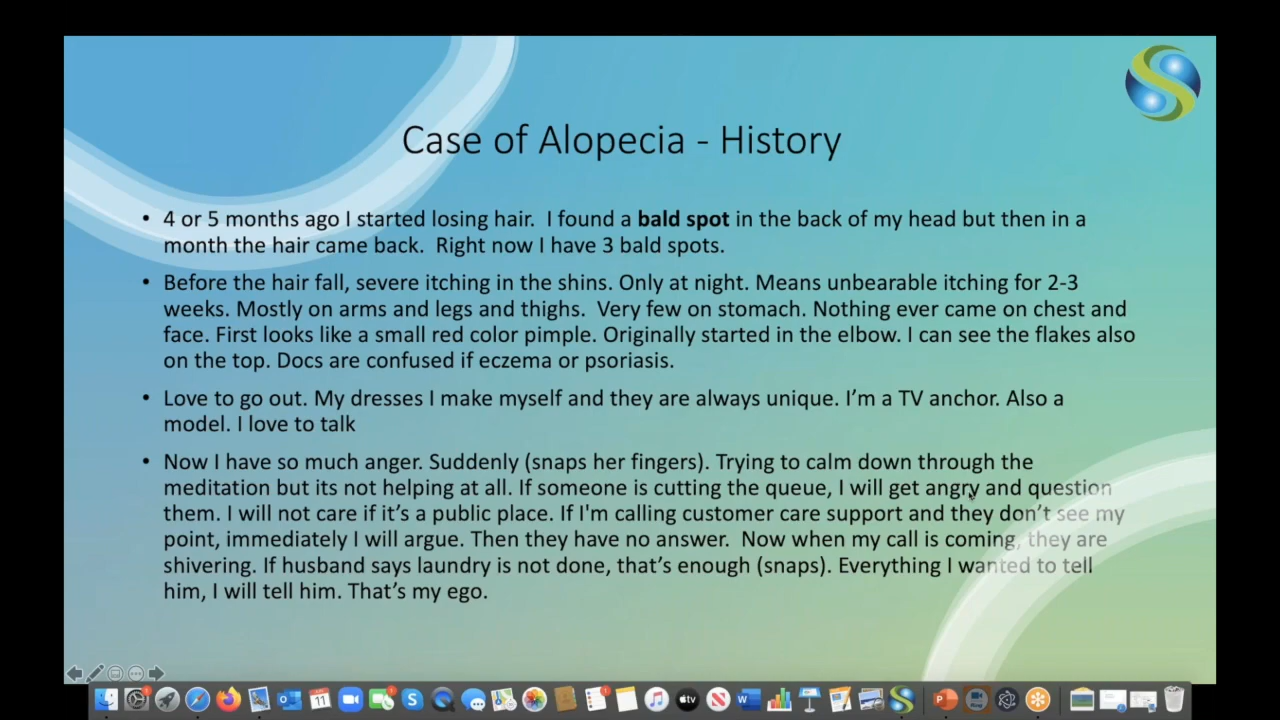 Case of Alopecia - History
• 4 or 5 months ago I started losing hair. I found a bald spot in the back of my head but then in a
month the hair came back. Right now I have 3 bald spots.
• Before the hair fall, severe itching in the shins. Only at night. Means unbearable itching for 2-3
weeks. Mostly on arms and legs and thighs. Very few on stomach. Nothing ever came on chest and
face. First looks like a small red color pimple. Originally started in the elbow. I can see the flakes also
on the top. Docs are confused if eczema or psoriasis.
• Love to go out. My dresses I make myself and they are always unique. I’m a TV anchor. Also a
model. I love to talk
• Now I have so much anger. Suddenly (snaps her fingers). Trying to calm down through the
meditation but its not helping at all. If someone is cutting the queue, I will get angry and question
them. I will not care if it’s a public place. If I'm calling customer care support and they don’t see my
point, immediately I will argue. Then they have no answer. Now when my call is coming, they are
shivering. If husband says laundry is not done, that’s enough (snaps). Everything I wanted to tell
him, I will tell him. That’s my ego.
11
tv